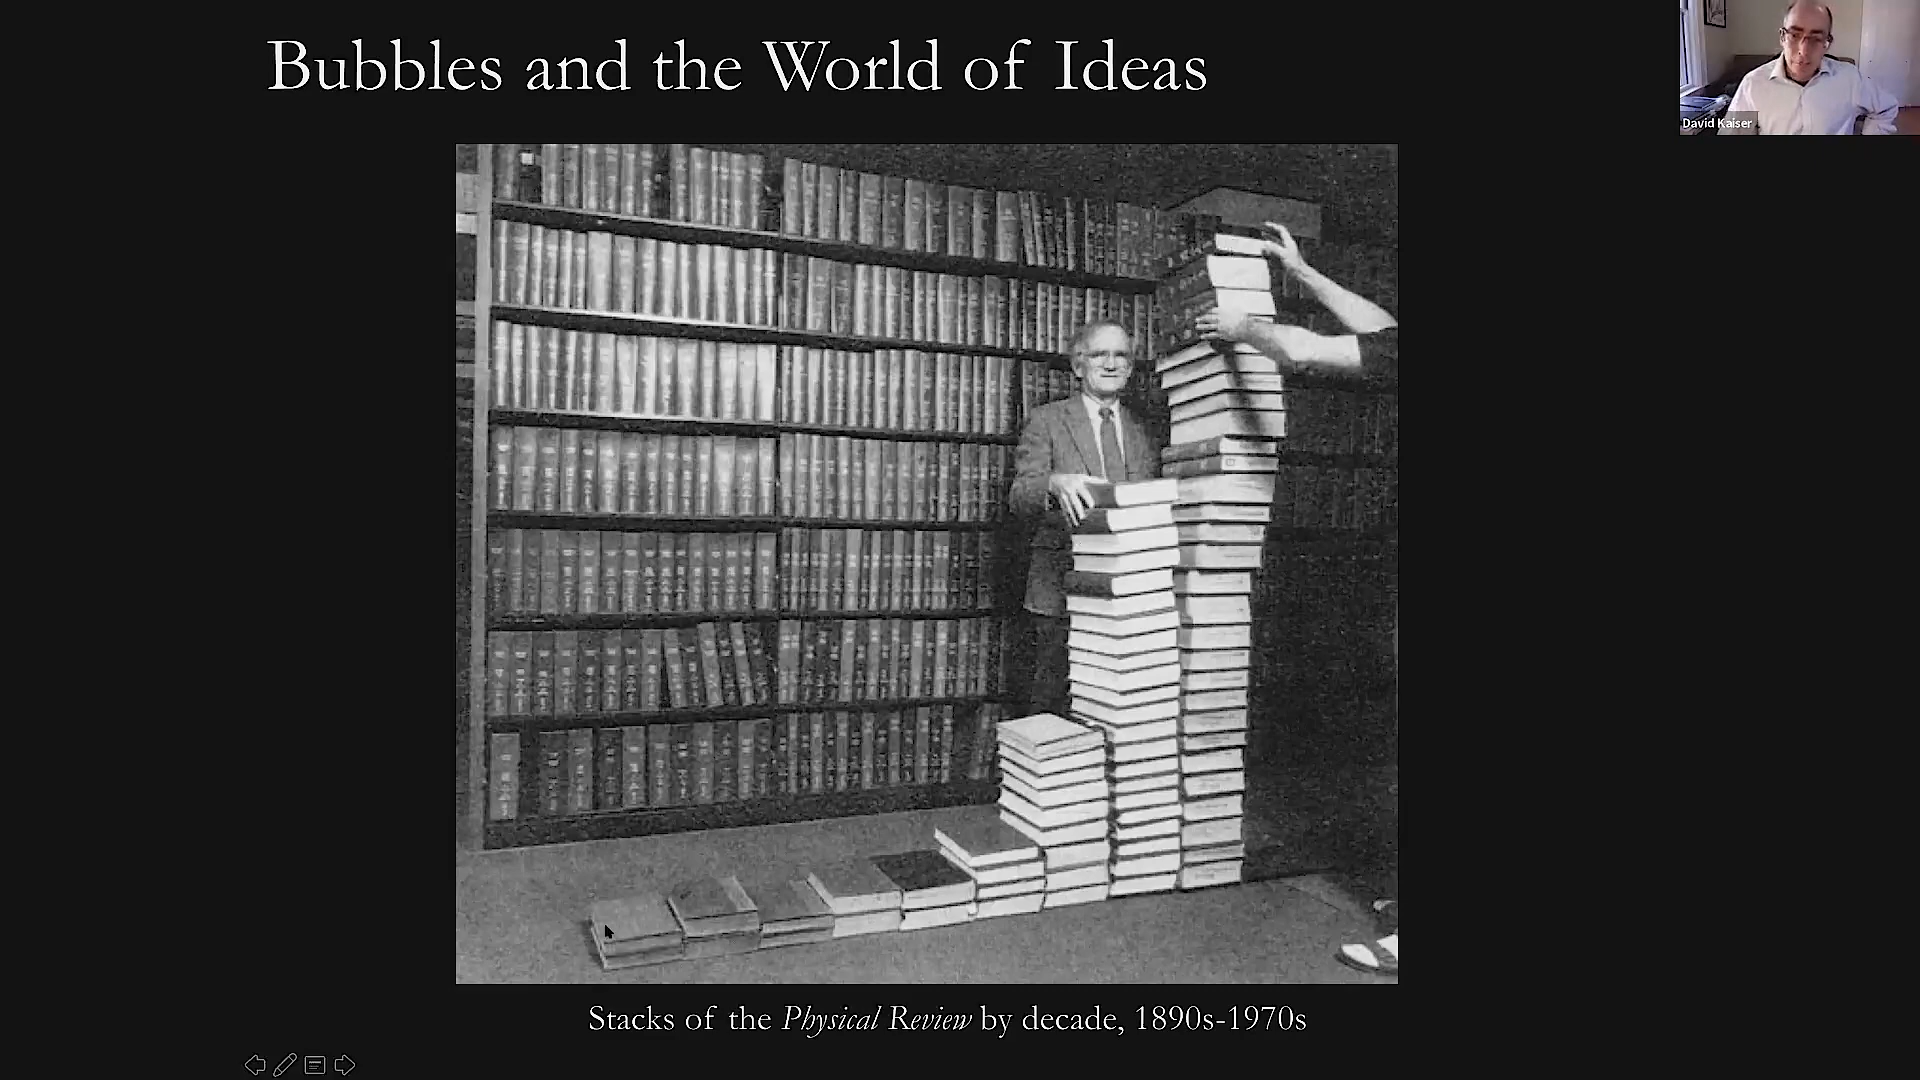 Bubbles and the World of Ideas
David Kaiser
Stacks of the Physical Review by decade, 1890s-1970s